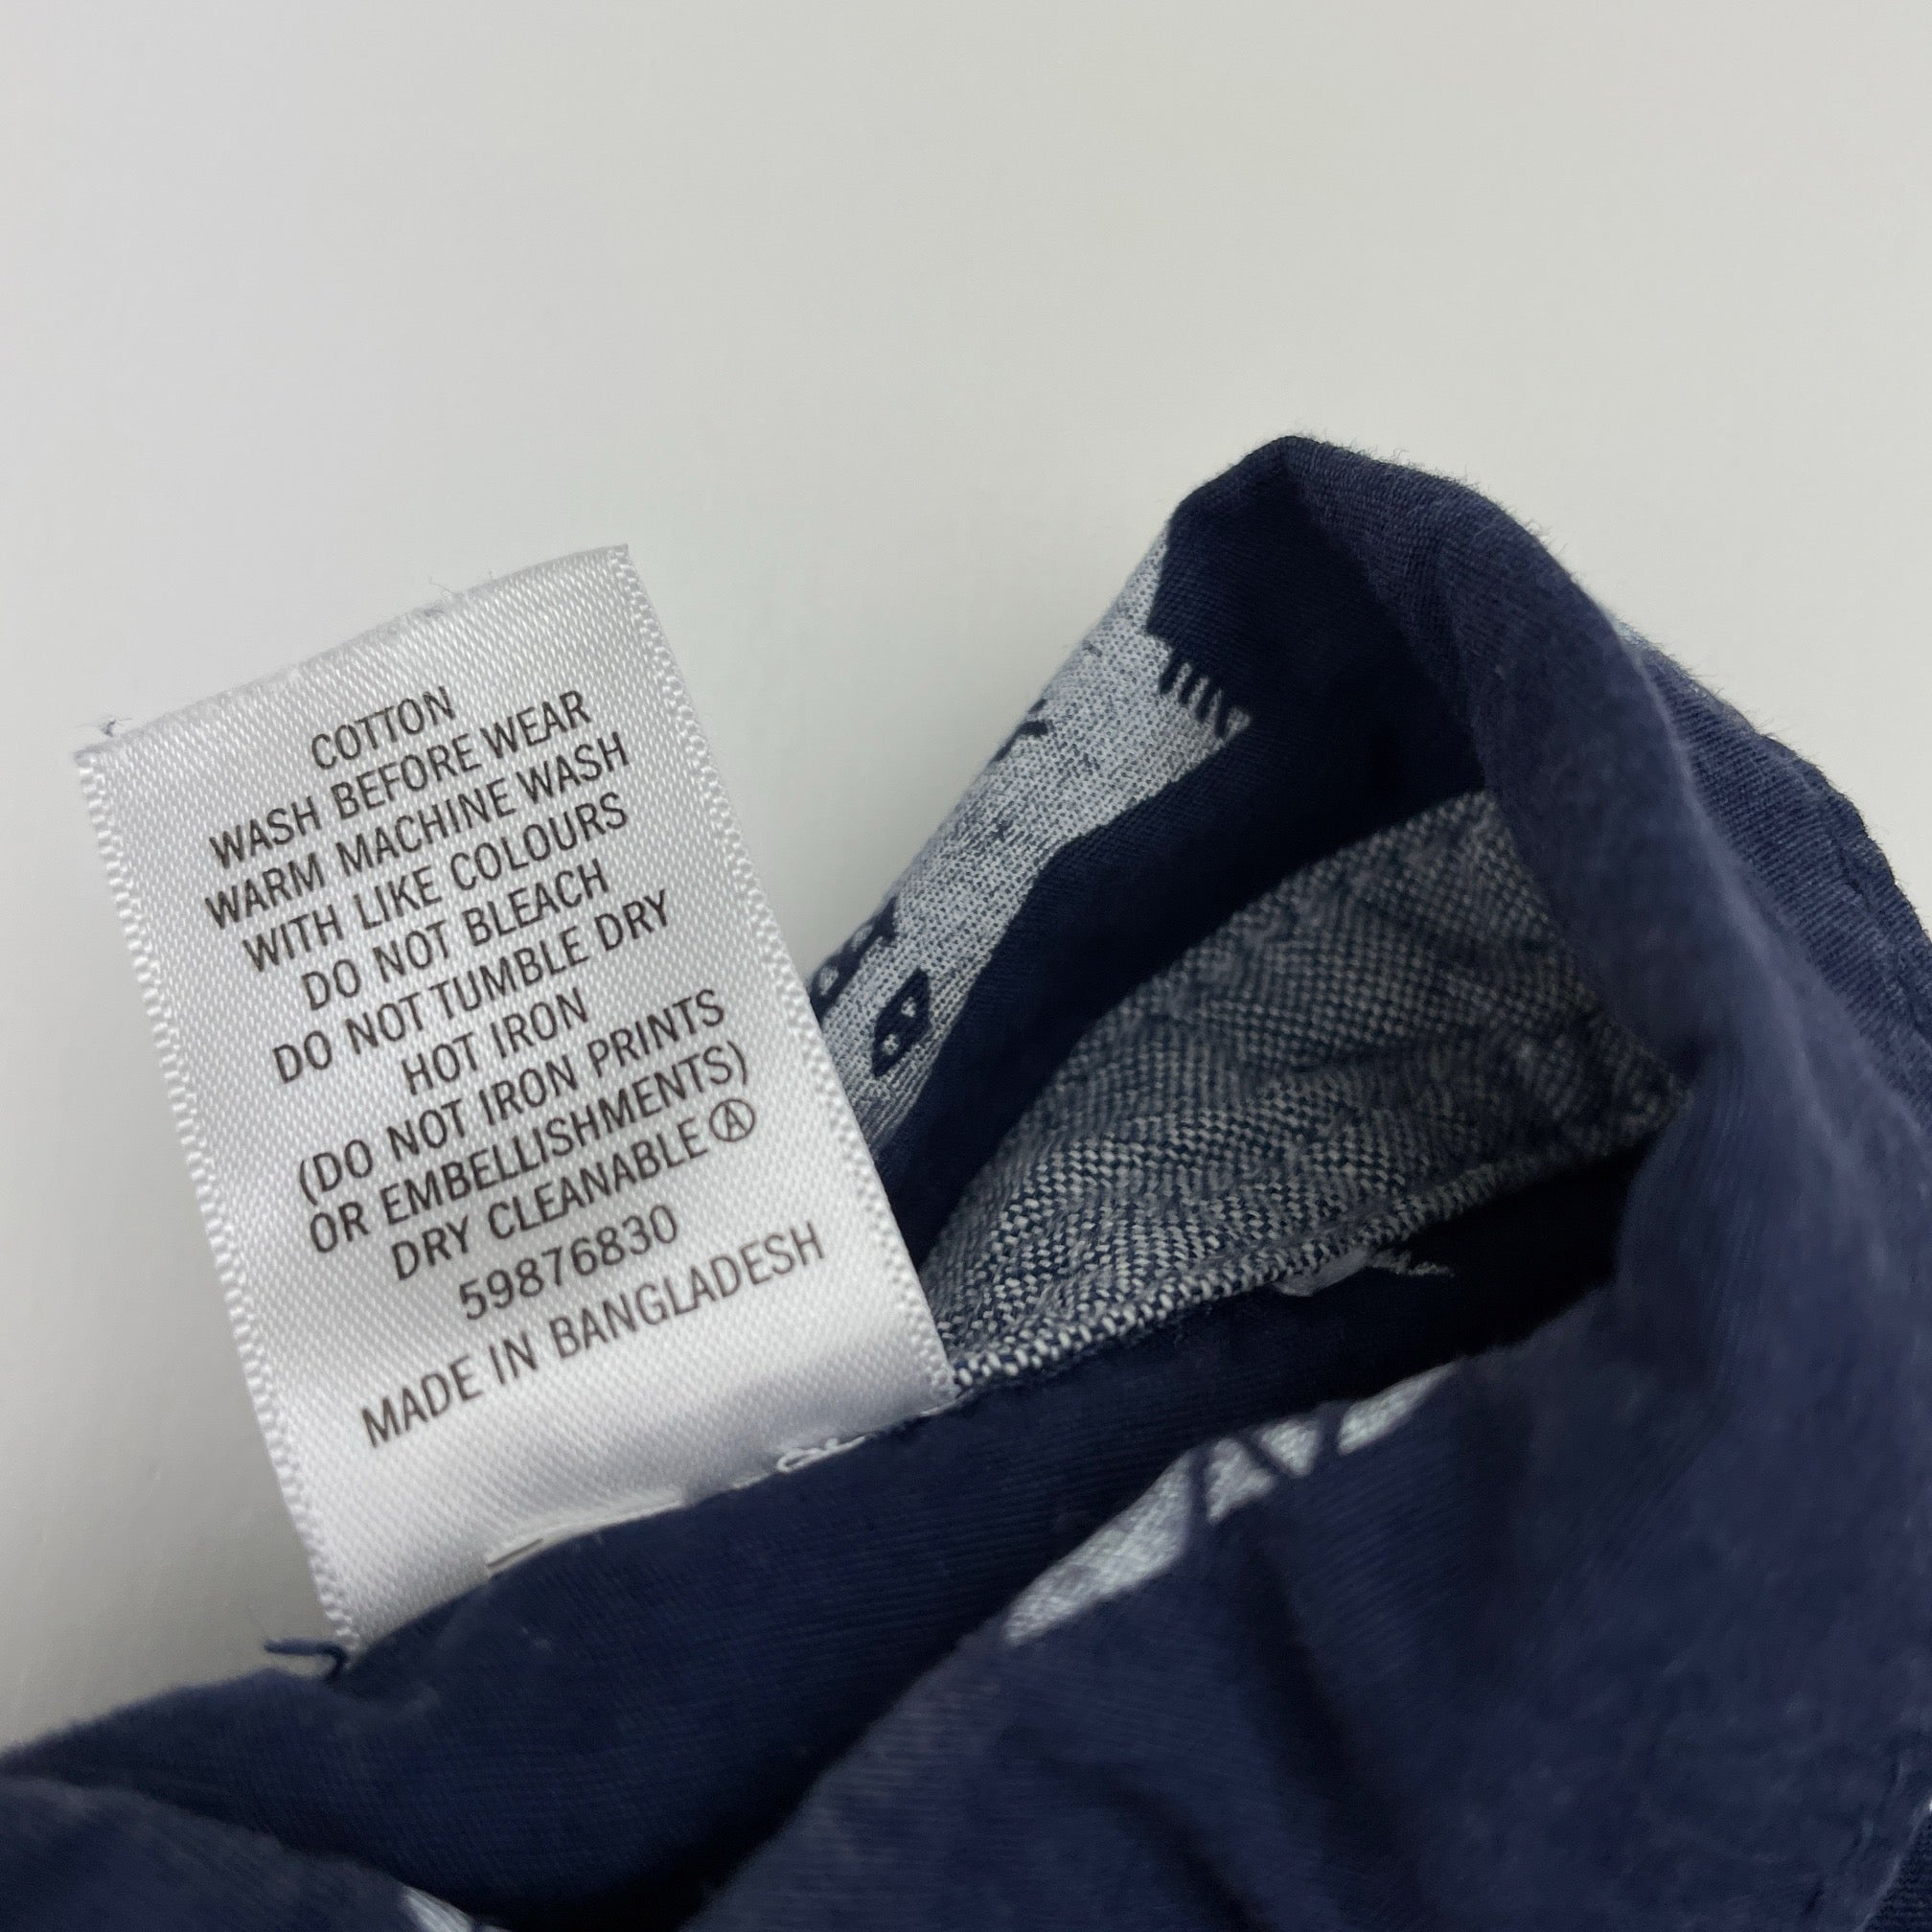 COTTON
WASH BEFORE WEAR
WARM MACHINE WASH
WITH LIKE COLOURS
DO NOT BLEACH
DO NOT TUMBLE DRY
HOT IRON
(DO NOT IRON PRINTS
OR EMBELLISHMENTS)
DRY CLEANABLE Ⓐ
59876830
MADE IN BANGLADESH